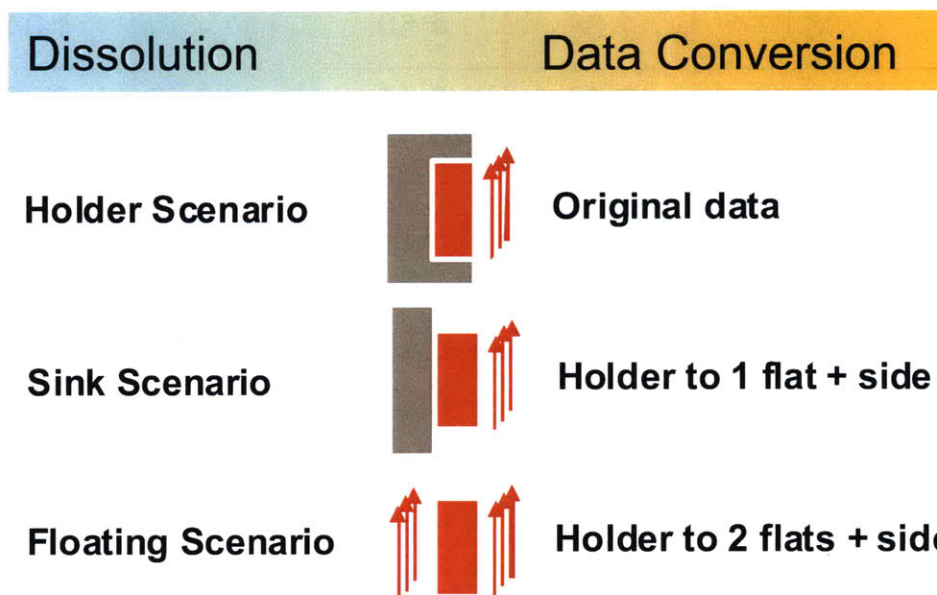 Dissolution Data Conversion
Holder Scenario Original data
Sink Scenario Holder to 1 flat + side
Floating Scenario Holder to 2 flats + side